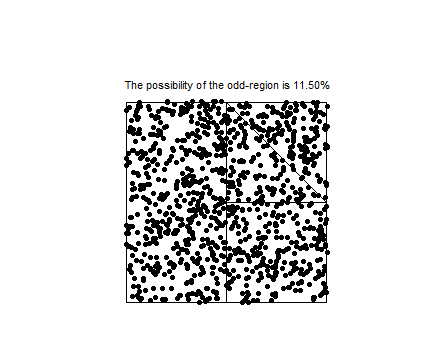 The possibility of the odd-region is 11.50%